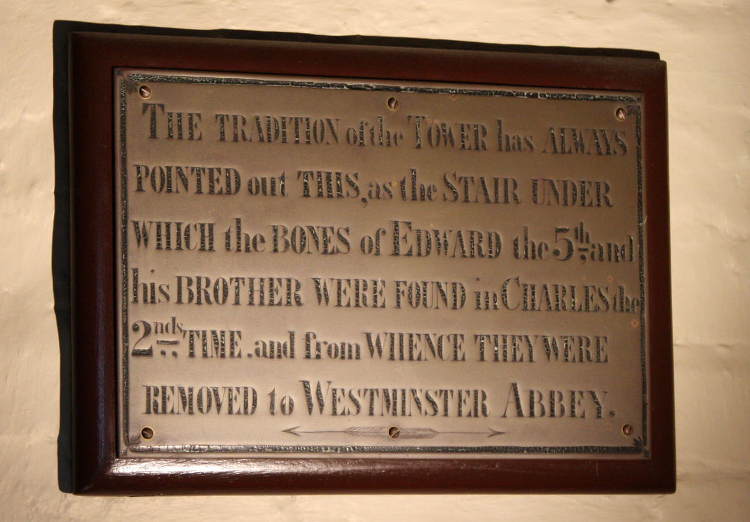 THE TRADITION of the TOWER has ALWAYS
POINTED out THIS, as the STAIR UNDER
WHICH the BONES of EDWARD the 5th and
his BROTHER WERE FOUND in CHARLES the
2nds TIME. and from WHENCE THEY WERE
REMOVED to WESTMINSTER ABBEY.